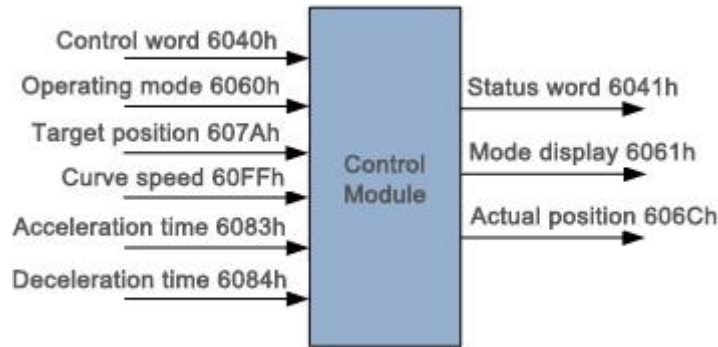 Control word 6040h
Operating mode 6060h
Target position 607Ah
Curve speed 60FFh
Acceleration time 6083h
Deceleration time 6084h
Control
Module
Status word 6041h
Mode display 6061h
Actual position 606Ch